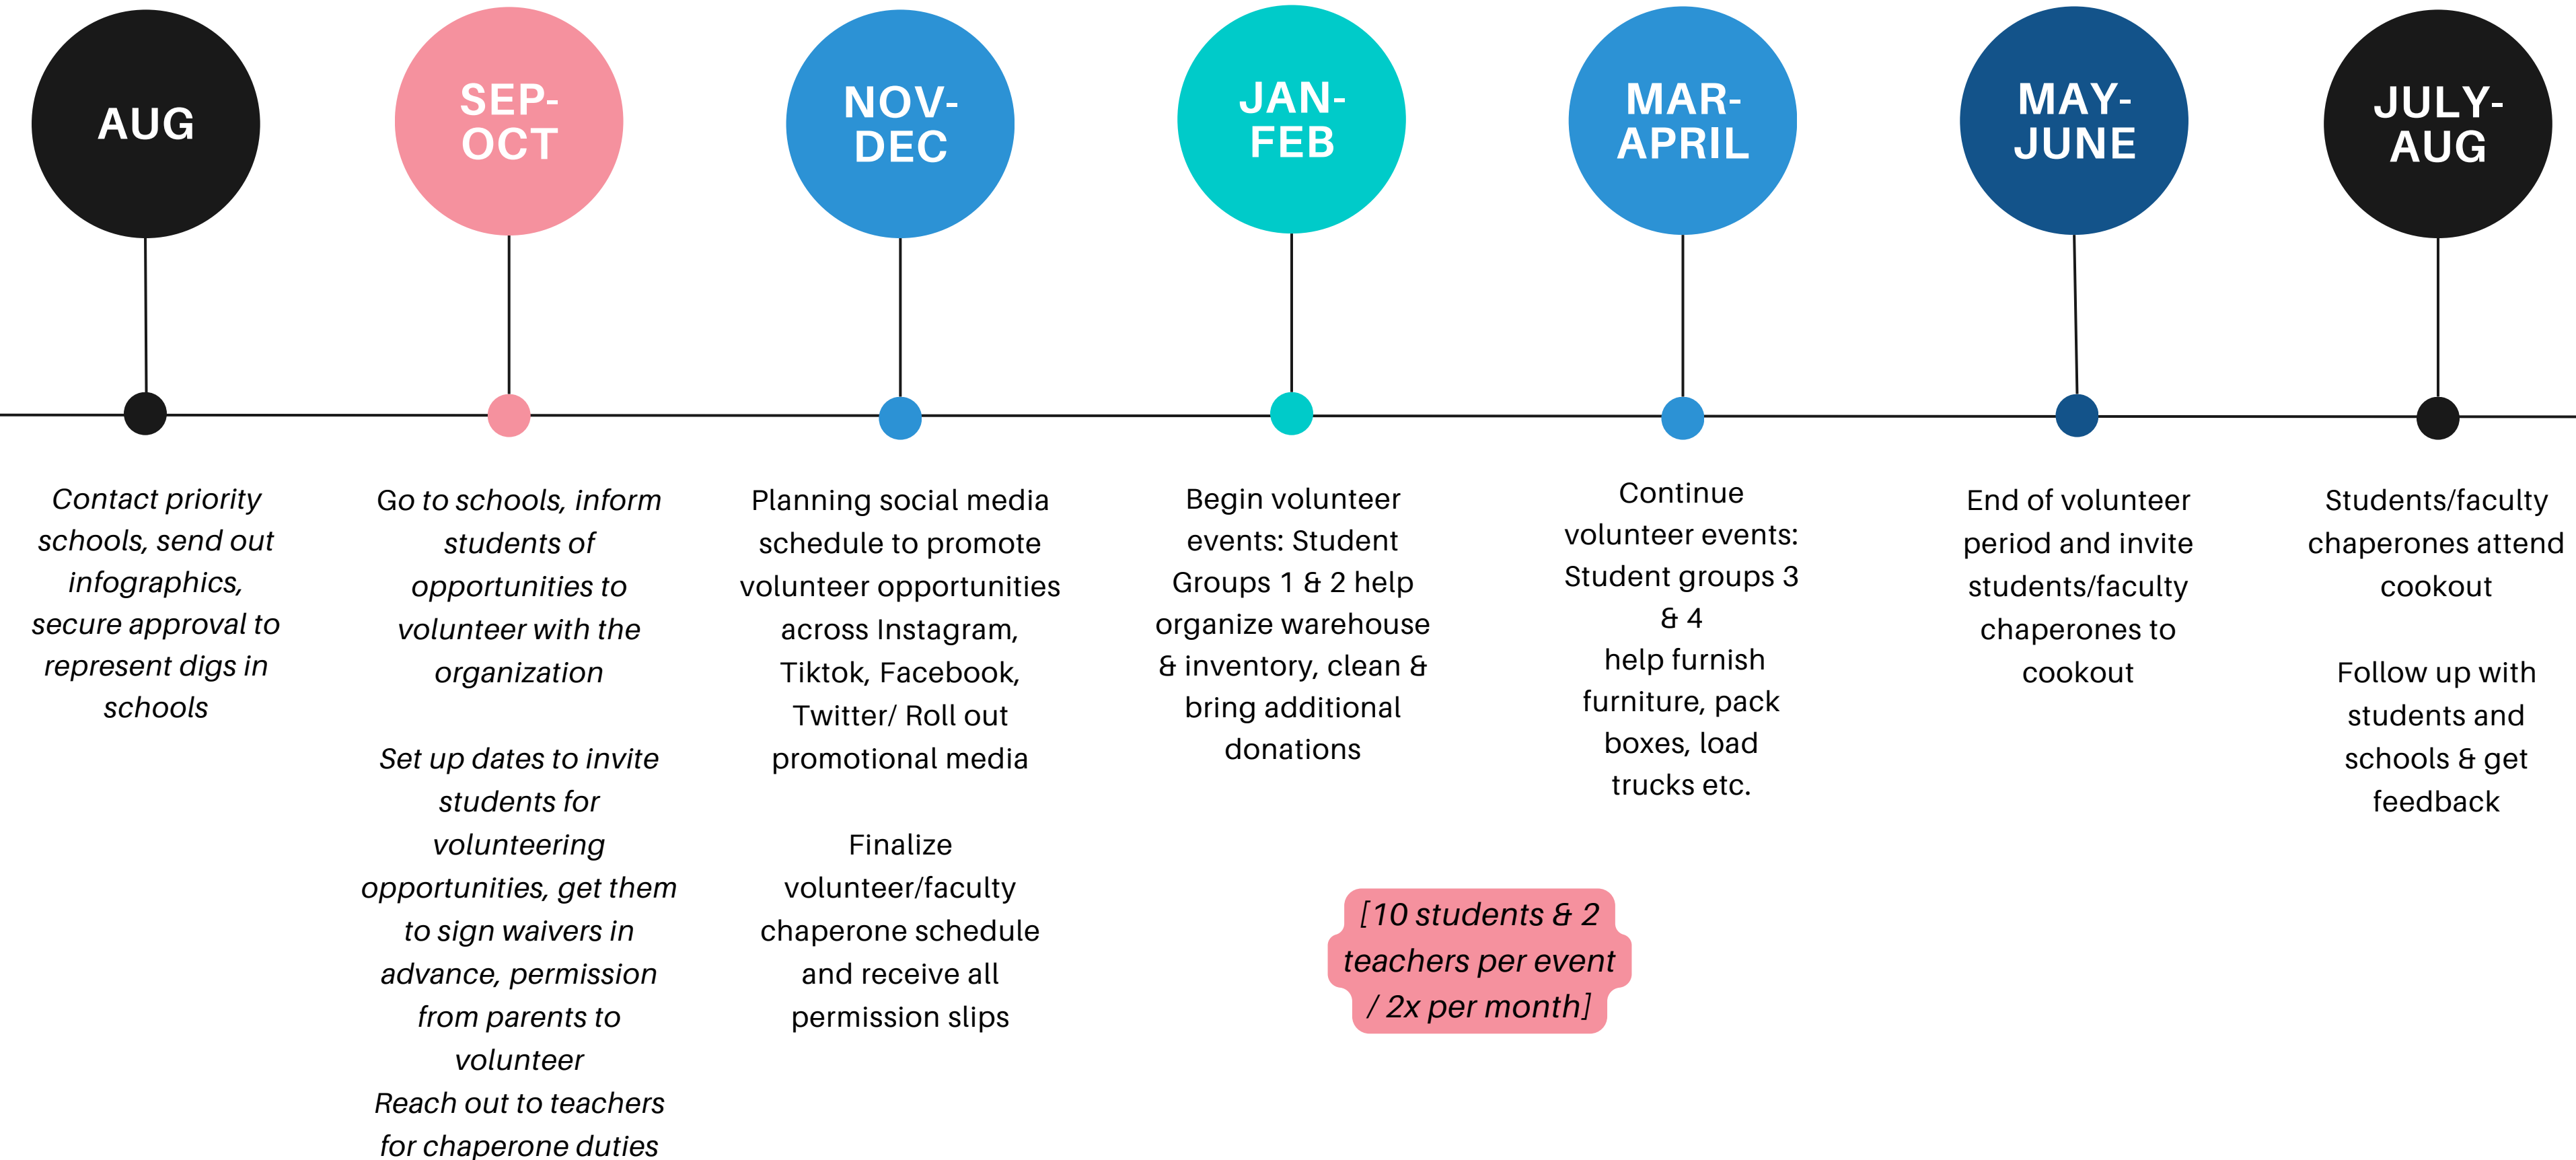 AUG
SEP-
OCT
NOV-
DEC
JAN-
FEB
MAR-
APRIL
MAY-
JUNE
JULY-
AUG
Contact priority
schools, send out
infographics,
secure approval to
represent digs in
schools
Go to schools, inform
students of
opportunities to
volunteer with the
organization
Set up dates to invite
students for
volunteering
opportunities, get them
to sign waivers in
advance, permission
from parents to
volunteer
Reach out to teachers
for chaperone duties
Planning social media
schedule to promote
volunteer opportunities
across Instagram,
Tiktok, Facebook,
Twitter/ Roll out
promotional media
Finalize
volunteer/faculty
chaperone schedule
and receive all
permission slips
Begin volunteer
events: Student
Groups 1 & 2 help
organize warehouse
& inventory, clean &
bring additional
donations
Continue
volunteer events:
Student groups 3
& 4
help furnish
furniture, pack
boxes, load
trucks etc.
[10 students & 2
teachers per event
/ 2x per month]
End of volunteer
period and invite
students/faculty
chaperones to
cookout
Students/faculty
chaperones attend
cookout
Follow up with
students and
schools & get
feedback